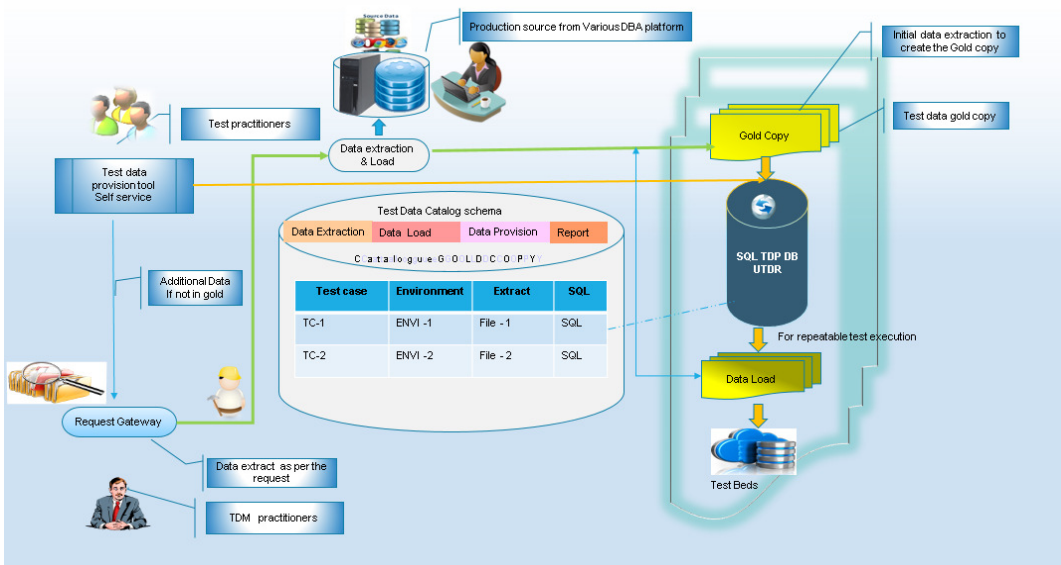 Source Data
Production source from Various DBA platform
Initial data extraction to
create the Gold copy
Test practitioners
Data extraction
& Load
Gold Copy
Test data gold copy
Test data
provision tool
Self service
Test Data Catalog schema
Data Extraction Data Load Data Provision Report
SQL TDP DB
UTDR
Additional Data
If not in gold
Test case Environment Extract SQL
TC-1 ENVI -1 File - 1 SQL
TC-2 ENVI -2 File - 2 SQL
For repeatable test execution
Data Load
Request Gateway
Data extract as per the
request
Test Beds
TDM practitioners